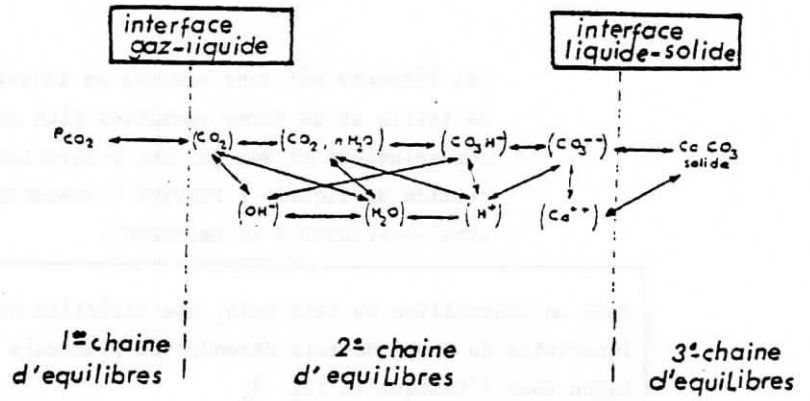 interface
gaz-liquide
interface
liquide-solide
PCO₂ (CO₂) (CO₂, nH₂O) (CO₃H⁻) (CO₃⁻⁻) CaCO₃
solide
(OH⁻) (H₂O) (H⁺) (Ca⁺⁺)
1ᵉ chaine
d'equilibres
2ᵉ chaine
d'equilibres
3ᵉ chaine
d'equilibres